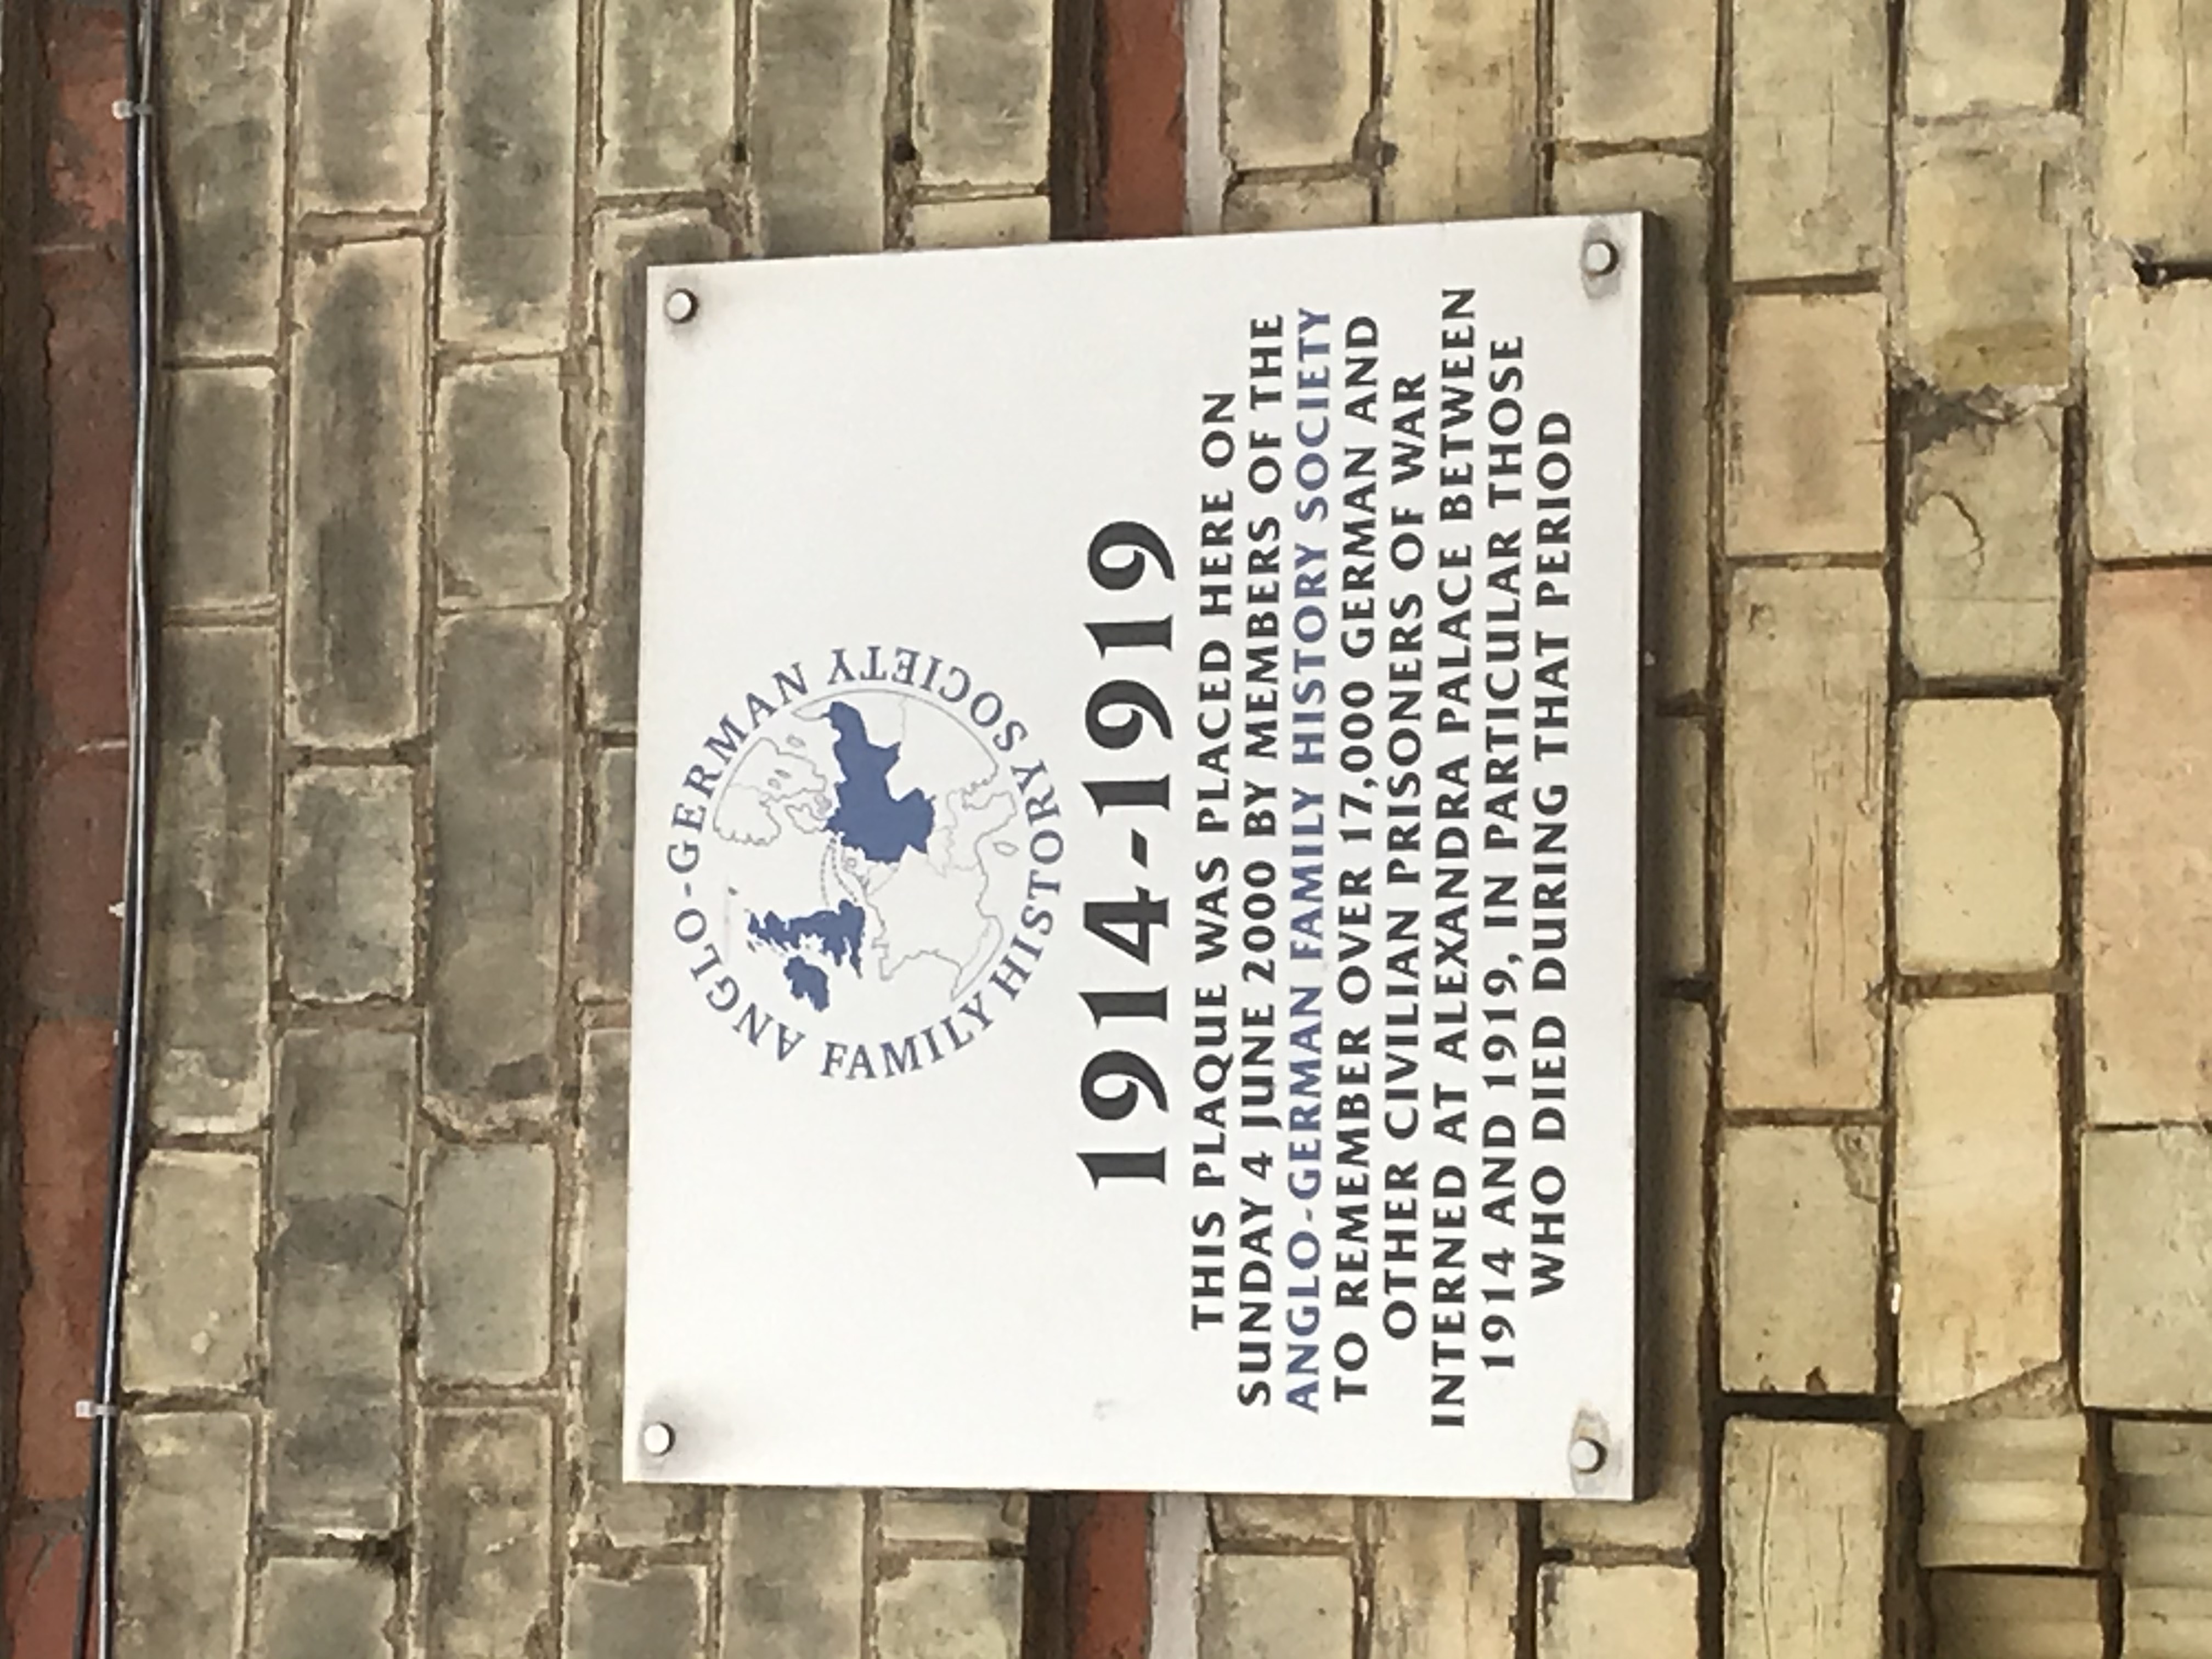 ANGLO-GERMAN
FAMILY HISTORY SOCIETY
1914-1919
THIS PLAQUE WAS PLACED HERE ON
SUNDAY 4 JUNE 2000 BY MEMBERS OF THE
ANGLO-GERMAN FAMILY HISTORY SOCIETY
TO REMEMBER OVER 17,000 GERMAN AND
OTHER CIVILIAN PRISONERS OF WAR
INTERNED AT ALEXANDRA PALACE BETWEEN
1914 AND 1919, IN PARTICULAR THOSE
WHO DIED DURING THAT PERIOD